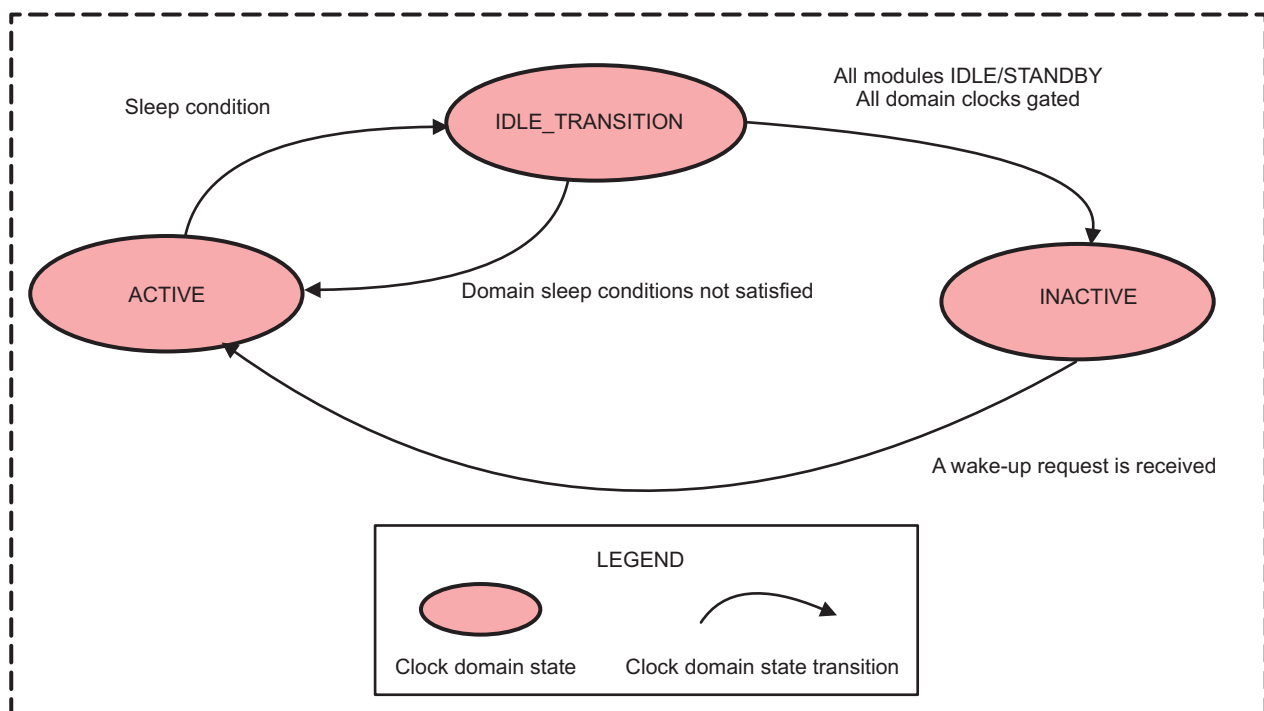 All modules IDLE/STANDBY
All domain clocks gated
Sleep condition
IDLE_TRANSITION
ACTIVE
Domain sleep conditions not satisfied
INACTIVE
A wake-up request is received
LEGEND
Clock domain state
Clock domain state transition